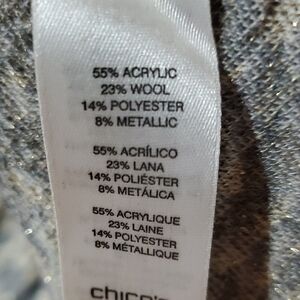 55% ACRYLIC
23% WOOL
14% POLYESTER
8% METALLIC
55% ACRÍLICO
23% LANA
14% POLIÉSTER
8% METÁLICA
55% ACRYLIQUE
23% LAINE
14% POLYESTER
8% MÉTALLIQUE
chico's